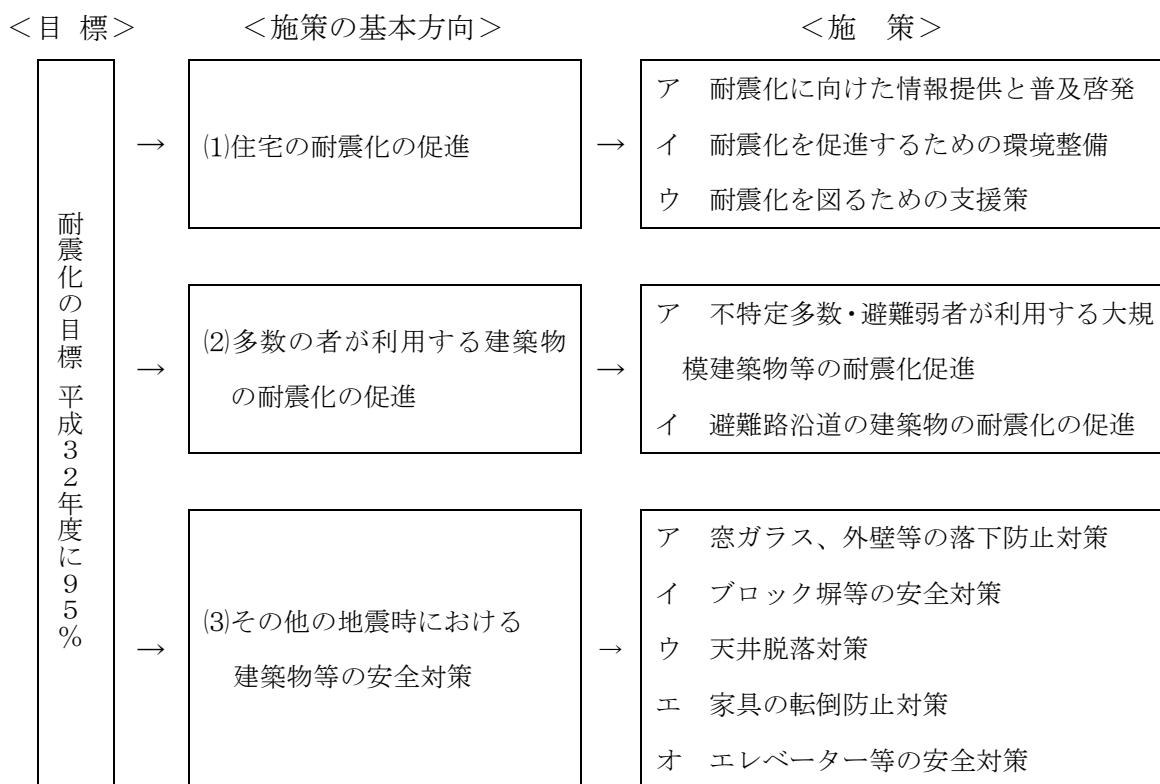 ＜目 標＞ ＜施策の基本方向＞ ＜施 策＞
耐震化の目標 平成３２年度に９５％
→ ⑴住宅の耐震化の促進 →
ア 耐震化に向けた情報提供と普及啓発
イ 耐震化を促進するための環境整備
ウ 耐震化を図るための支援策
→ ⑵多数の者が利用する建築物
の耐震化の促進 →
ア 不特定多数・避難弱者が利用する大規
模建築物等の耐震化促進
イ 避難路沿道の建築物の耐震化の促進
→ ⑶その他の地震時における
建築物等の安全対策 →
ア 窓ガラス、外壁等の落下防止対策
イ ブロック塀等の安全対策
ウ 天井脱落対策
エ 家具の転倒防止対策
オ エレベーター等の安全対策